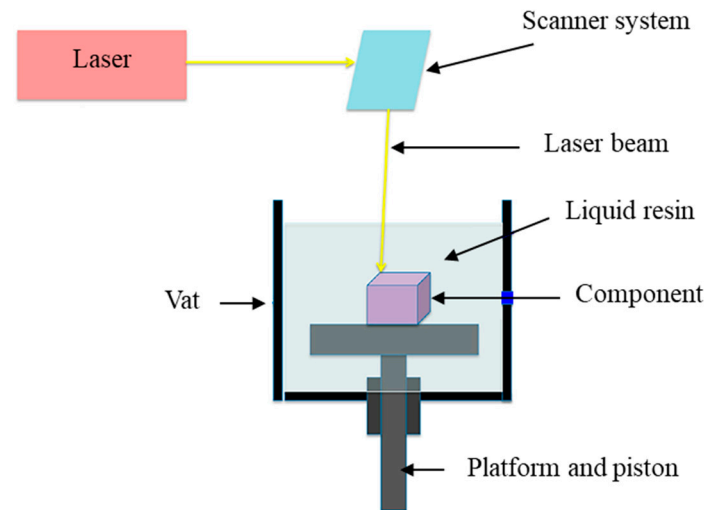 Scanner system
Laser
Laser beam
Liquid resin
Vat
Component
Platform and piston